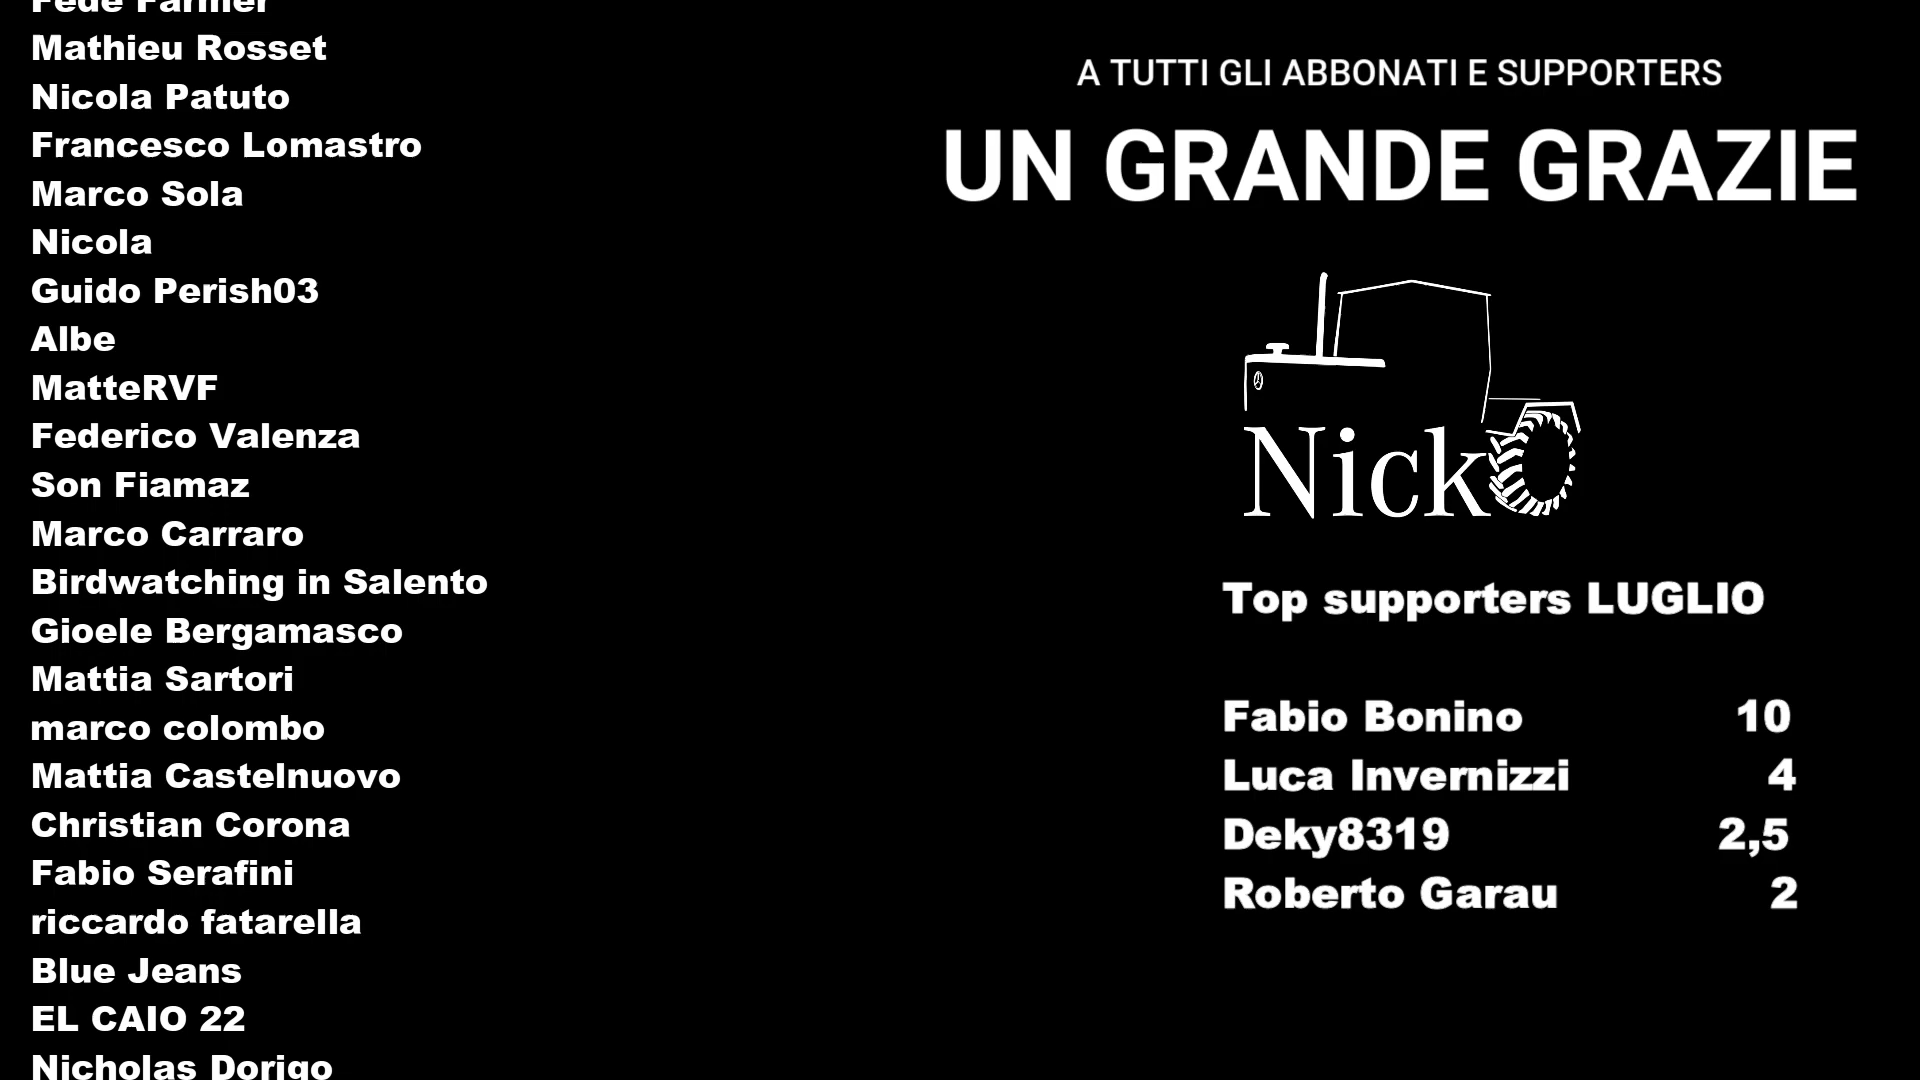 Fede Farmer
Mathieu Rosset
Nicola Patuto
Francesco Lomastro
Marco Sola
Nicola
Guido Perish03
Albe
MatteRVF
Federico Valenza
Son Fiamaz
Marco Carraro
Birdwatching in Salento
Gioele Bergamasco
Mattia Sartori
marco colombo
Mattia Castelnuovo
Christian Corona
Fabio Serafini
riccardo fatarella
Blue Jeans
EL CAIO 22
Nicholas Dorigo
A TUTTI GLI ABBONATI E SUPPORTERS
UN GRANDE GRAZIE
Nicko
Top supporters LUGLIO
Fabio Bonino 10
Luca Invernizzi 4
Deky8319 2,5
Roberto Garau 2